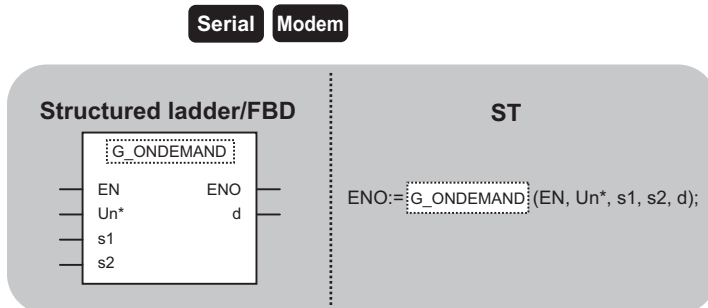 Serial Modem
Structured ladder/FBD
G_ONDEMAND
EN ENO
Un* d
s1
s2
ST
ENO:= G_ONDEMAND (EN, Un*, s1, s2, d);